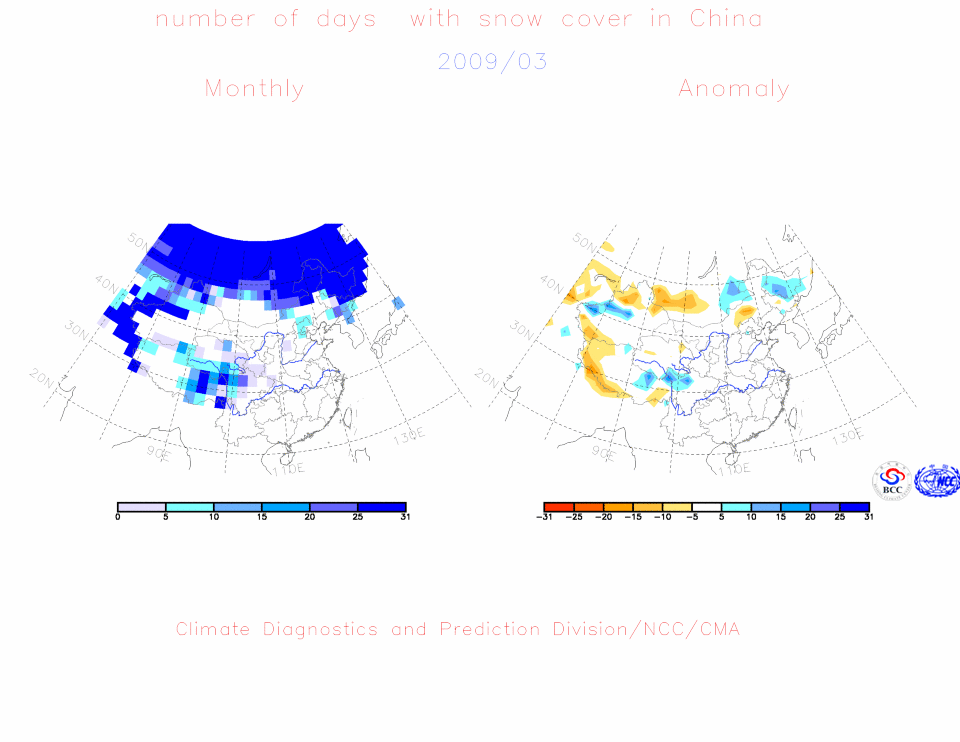 number of days with snow cover in China
2009/03
Monthly Anomaly
50N 50N
40N 40N
30N 30N
20N 20N
90E 110E 130E 90E 110E 130E
BCC NCC
0 5 10 15 20 25 31 -31 -25 -20 -15 -10 -5 5 10 15 20 25 31
Climate Diagnostics and Prediction Division/NCC/CMA